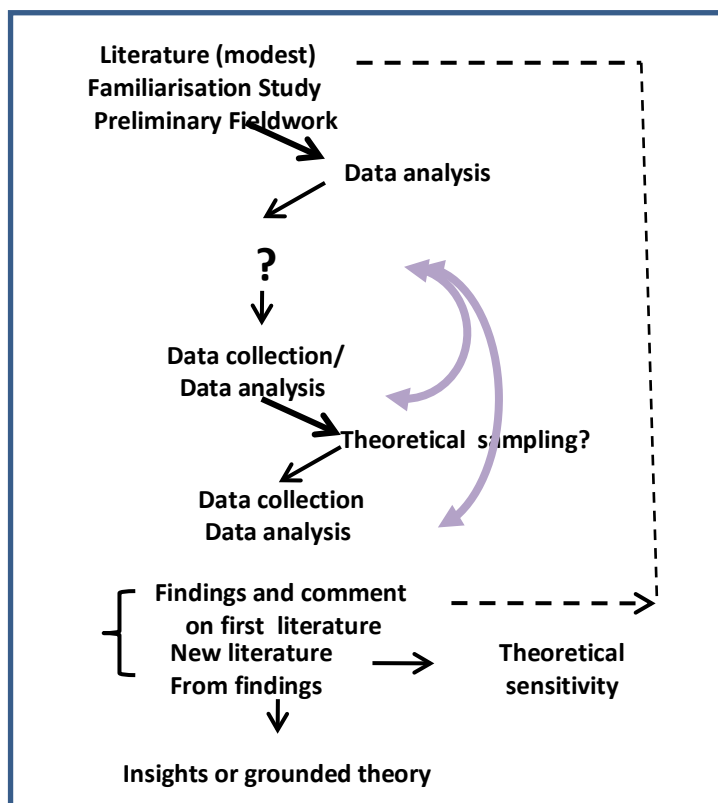 Literature (modest)
Familiarisation Study
Preliminary Fieldwork
Data analysis
?
Data collection/
Data analysis
Theoretical sampling?
Data collection
Data analysis
Findings and comment
on first literature
New literature
From findings
Theoretical
sensitivity
Insights or grounded theory